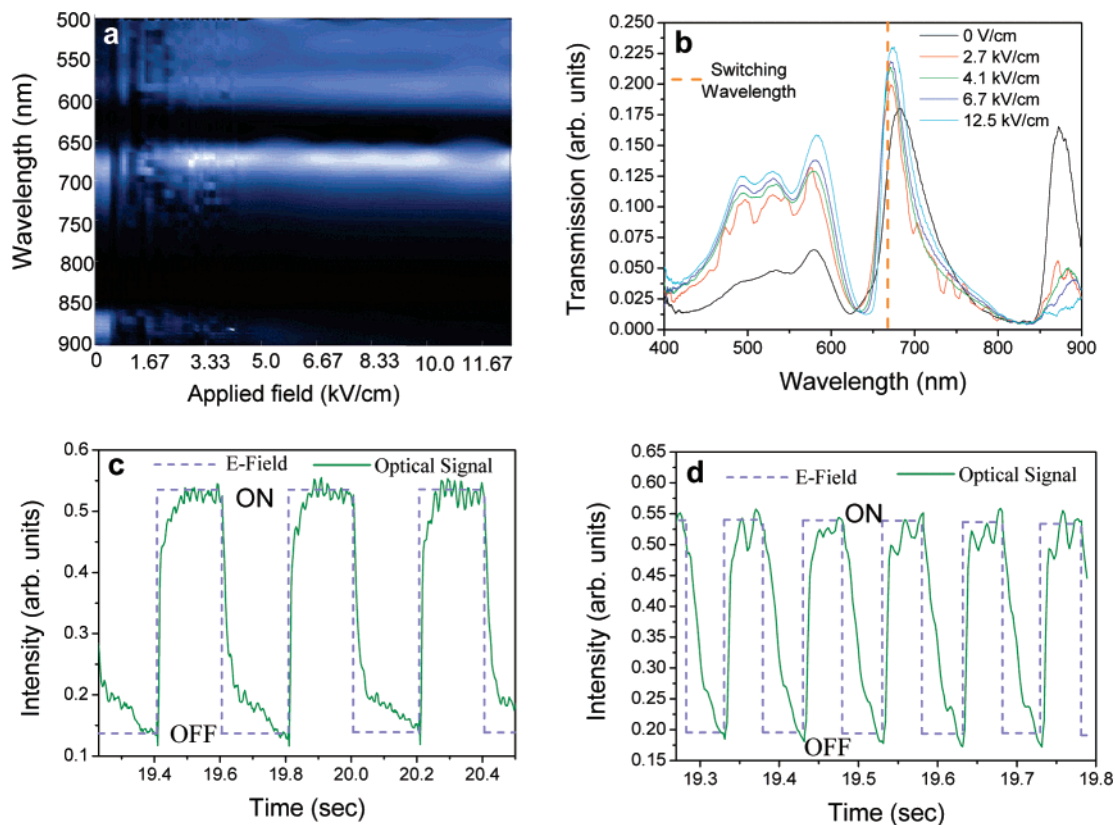 a
500
550
600
650
700
750
800
850
900
Wavelength (nm)
0 1.67 3.33 5.0 6.67 8.33 10.0 11.67
Applied field (kV/cm)
b
0.250
0.225
0.200
0.175
0.150
0.125
0.100
0.075
0.050
0.025
0.000
Transmission (arb. units)
Switching
Wavelength
0 V/cm
2.7 kV/cm
4.1 kV/cm
6.7 kV/cm
12.5 kV/cm
400 500 600 700 800 900
Wavelength (nm)
c
E-Field Optical Signal
ON
OFF
0.6
0.5
0.4
0.3
0.2
0.1
Intensity (arb. units)
19.4 19.6 19.8 20.0 20.2 20.4
Time (sec)
d
E-Field Optical Signal
ON
OFF
0.65
0.60
0.55
0.50
0.45
0.40
0.35
0.30
0.25
0.20
0.15
Intensity (arb. units)
19.3 19.4 19.5 19.6 19.7 19.8
Time (sec)